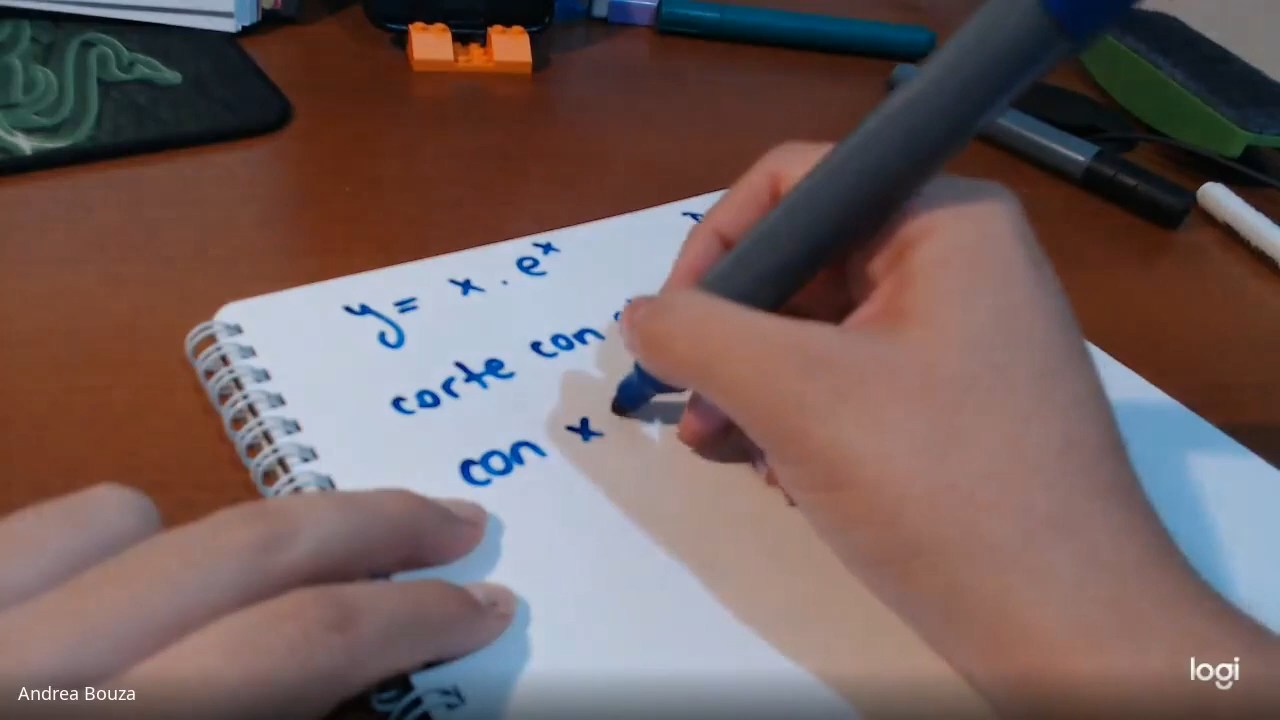 y = x . e^x
corte con
con x
logi
Andrea Bouza